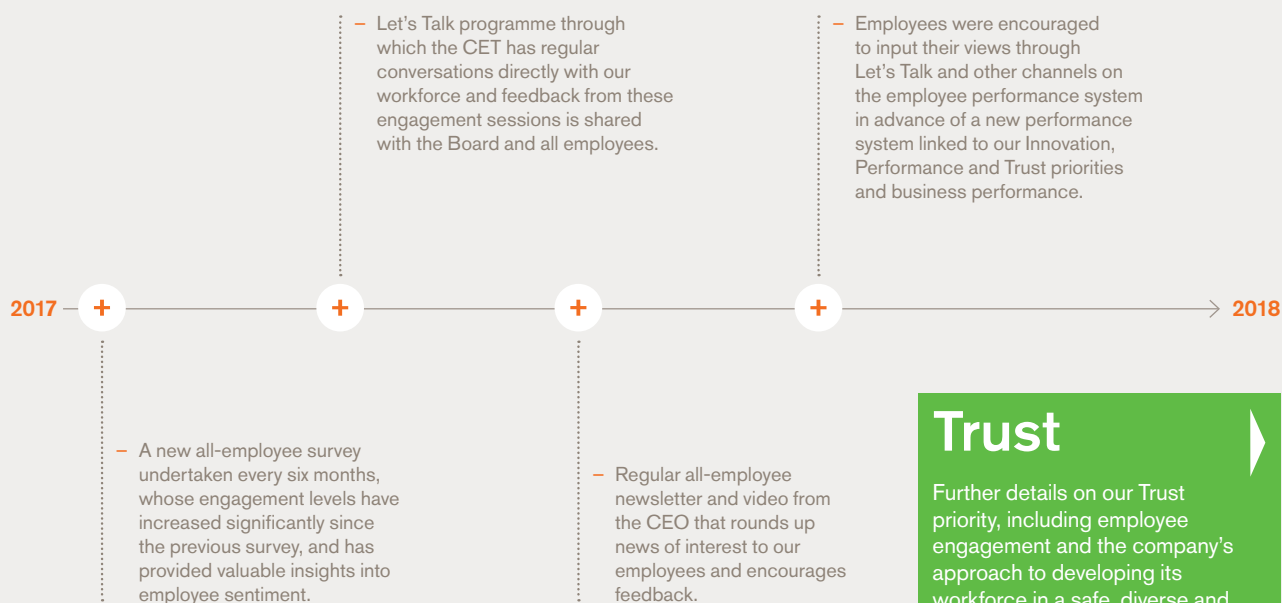 – Let's Talk programme through
which the CET has regular
conversations directly with our
workforce and feedback from these
engagement sessions is shared
with the Board and all employees.
– Employees were encouraged
to input their views through
Let's Talk and other channels on
the employee performance system
in advance of a new performance
system linked to our Innovation,
Performance and Trust priorities
and business performance.
2017
+
+
+
+
2018
– A new all-employee survey
undertaken every six months,
whose engagement levels have
increased significantly since
the previous survey, and has
provided valuable insights into
employee sentiment.
– Regular all-employee
newsletter and video from
the CEO that rounds up
news of interest to our
employees and encourages
feedback.
Trust
Further details on our Trust
priority, including employee
engagement and the company's
approach to developing its
workforce in a safe, diverse and